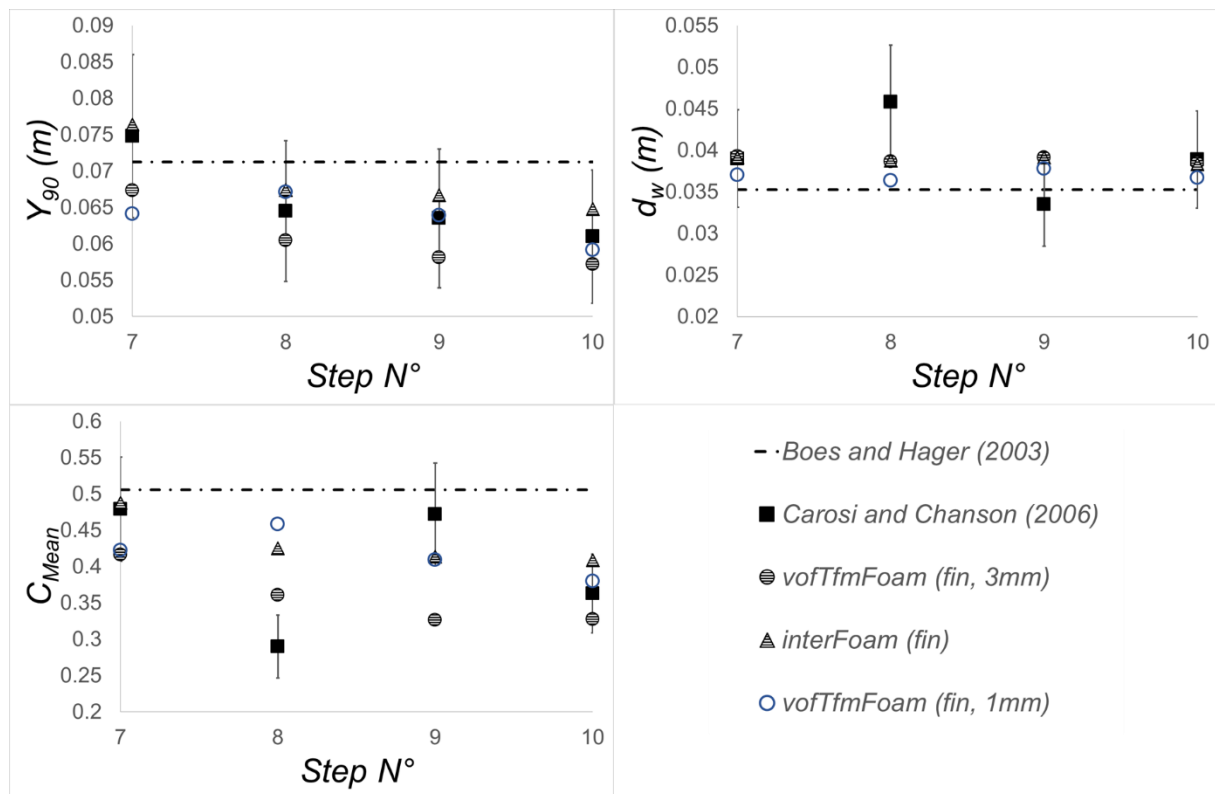 0.09
0.085
0.08
0.075
0.07
0.065
0.06
0.055
0.05
Y90 (m)
7 8 9 10
Step N°
0.055
0.05
0.045
0.04
0.035
0.03
0.025
0.02
dw (m)
7 8 9 10
Step N°
0.6
0.55
0.5
0.45
0.4
0.35
0.3
0.25
0.2
CMean
7 8 9 10
Step N°
Boes and Hager (2003)
Carosi and Chanson (2006)
vofTfmFoam (fin, 3mm)
interFoam (fin)
vofTfmFoam (fin, 1mm)